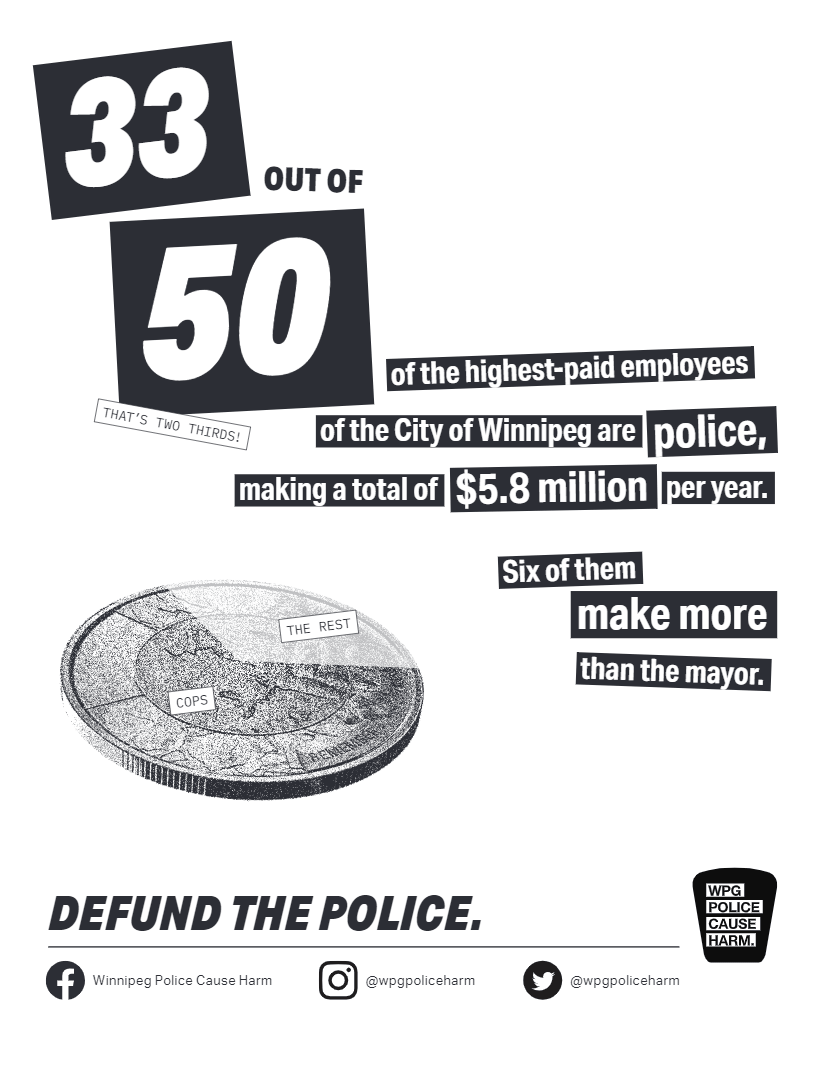 33
OUT OF
50
THAT'S TWO THIRDS!
of the highest-paid employees
of the City of Winnipeg are police,
making a total of $5.8 million per year.
Six of them
make more
than the mayor.
THE REST
COPS
DEFUND THE POLICE.
WPG
POLICE
CAUSE
HARM.
Winnipeg Police Cause Harm @wpgpoliceharm @wpgpoliceharm